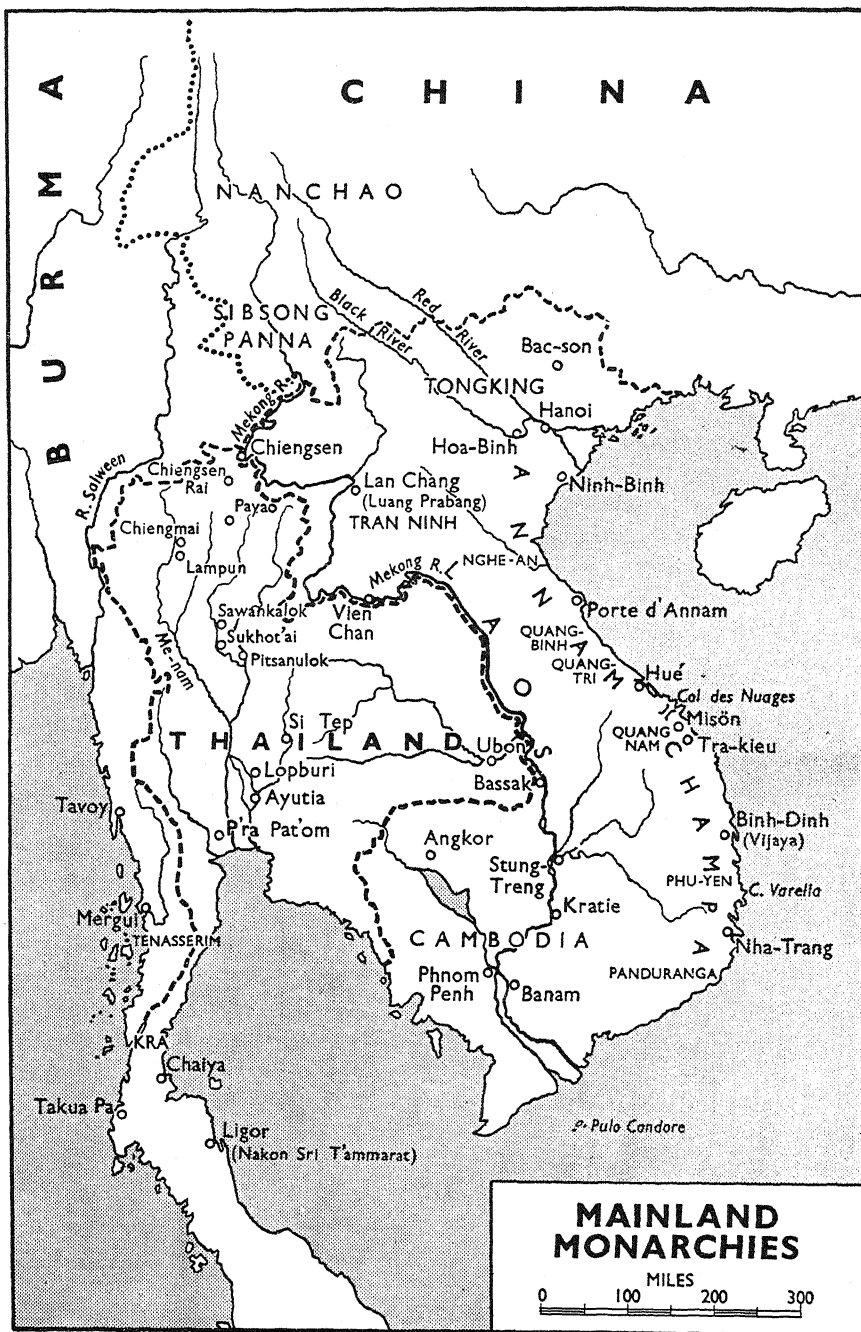 CHINA
BURMA
NANCHAO
SIBSONG
PANNA
Black
River
Red
River
Bac-son
TONGKING
Hanoi
Mekong R.
Chiengsen
Hoa-Binh
ANNAM
Ninh-Binh
R. Salween
Chiengsen
Rai
Payao
Lan Chang
(Luang Prabang)
TRAN NINH
Chiengmai
Lampun
NGHE-AN
Mekong R.
LAOS
Vien
Chan
Porte d'Annam
Sawankalok
Sukhot'ai
Pitsanulok
Me-nam
QUANG-
BINH
QUANG-
TRI
Hué
Col des Nuages
Misön
QUANG
NAM
Tra-kieu
CHAMPA
Si Tep
THAILAND
Ubon
Lopburi
Bassak
Ayutia
Tavoy
P'ra Pat'om
Angkor
Stung-
Treng
Binh-Dinh
(Vijaya)
PHU-YEN
C. Varella
Kratie
Mergui
TENASSERIM
CAMBODIA
Nha-Trang
PANDURANGA
Phnom
Penh
Banam
KRA
Chaiya
Takua Pa
Ligor
(Nakon Sri T'ammarat)
Pulo Condore
MAINLAND
MONARCHIES
MILES
0 100 200 300